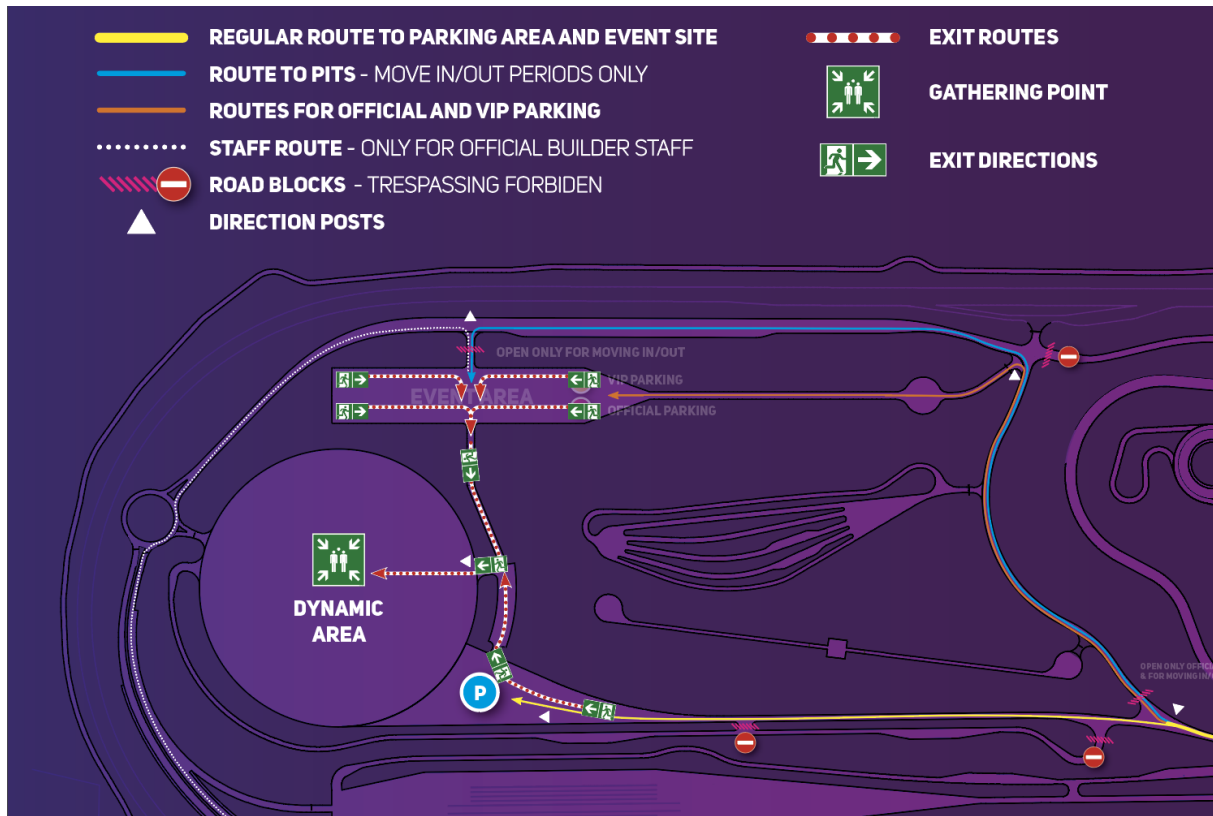 REGULAR ROUTE TO PARKING AREA AND EVENT SITE
ROUTE TO PITS - MOVE IN/OUT PERIODS ONLY
ROUTES FOR OFFICIAL AND VIP PARKING
STAFF ROUTE - ONLY FOR OFFICIAL BUILDER STAFF
ROAD BLOCKS - TRESPASSING FORBIDEN
DIRECTION POSTS
EXIT ROUTES
GATHERING POINT
EXIT DIRECTIONS
OPEN ONLY FOR MOVING IN/OUT
VIP PARKING
EVENT AREA
OFFICIAL PARKING
DYNAMIC
AREA
P
OPEN ONLY OFFIC
& FOR MOVING IN/